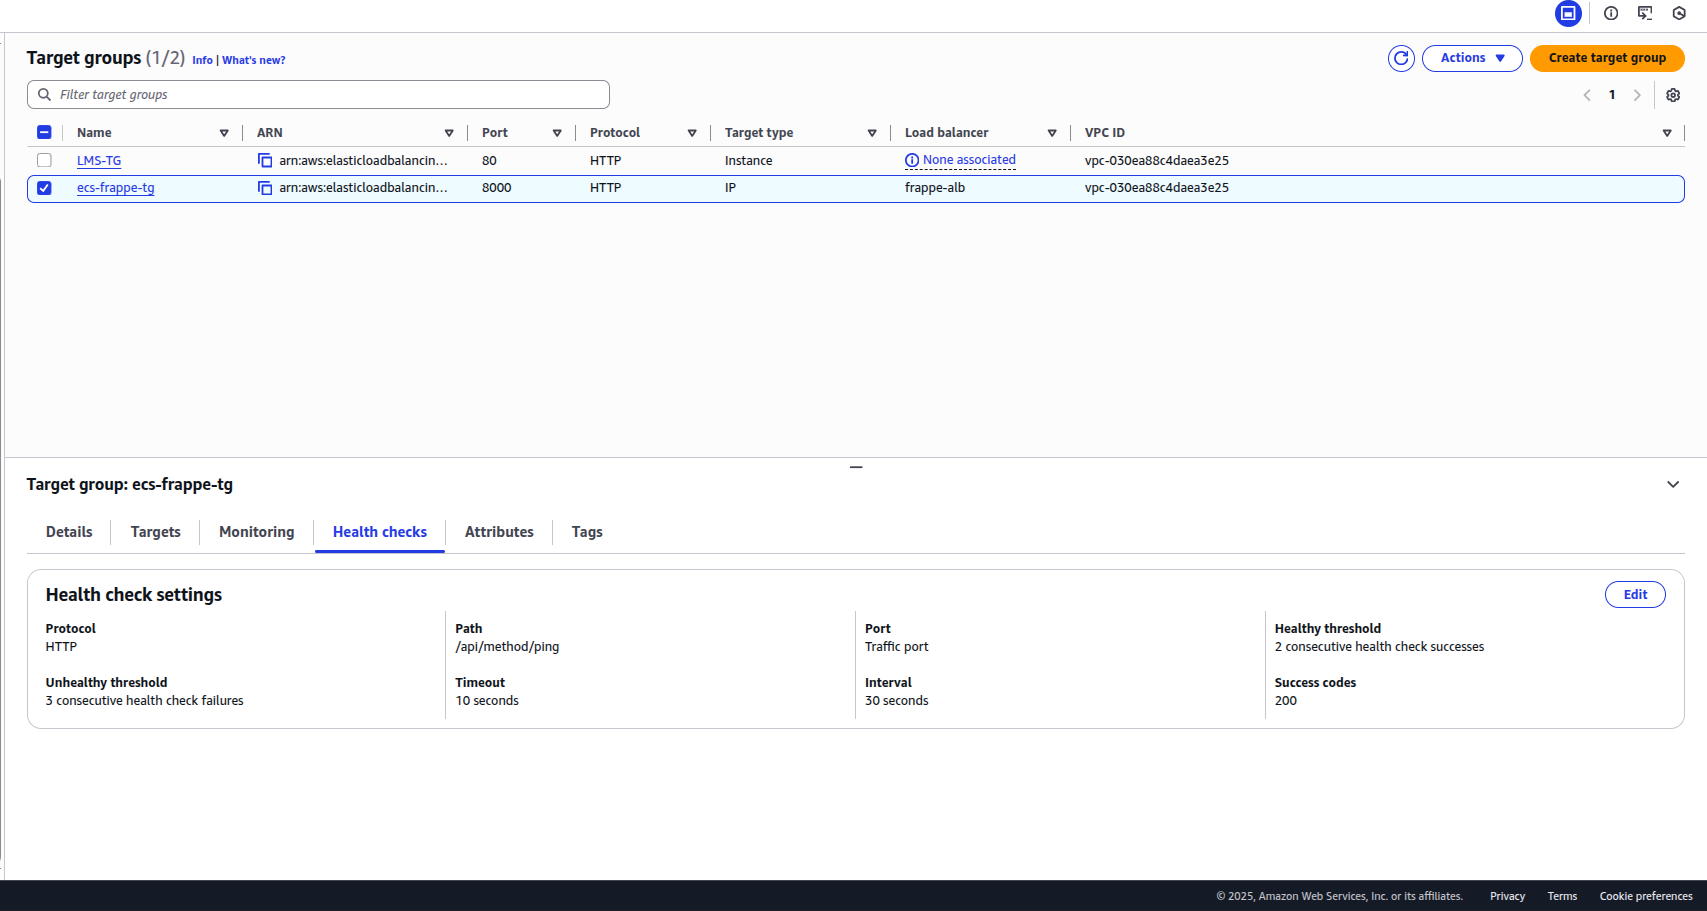 Target groups (1/2) Info | What's new?
Actions
Create target group
Filter target groups
1
Name ARN Port Protocol Target type Load balancer VPC ID
LMS-TG arn:aws:elasticloadbalancin... 80 HTTP Instance None associated vpc-030ea88c4daea3e25
ecs-frappe-tg arn:aws:elasticloadbalancin... 8000 HTTP IP frappe-alb vpc-030ea88c4daea3e25
Target group: ecs-frappe-tg
Details Targets Monitoring Health checks Attributes Tags
Health check settings
Edit
Protocol Path Port Healthy threshold
HTTP /api/method/ping Traffic port 2 consecutive health check successes
Unhealthy threshold Timeout Interval Success codes
3 consecutive health check failures 10 seconds 30 seconds 200
© 2025, Amazon Web Services, Inc. or its affiliates. Privacy Terms Cookie preferences